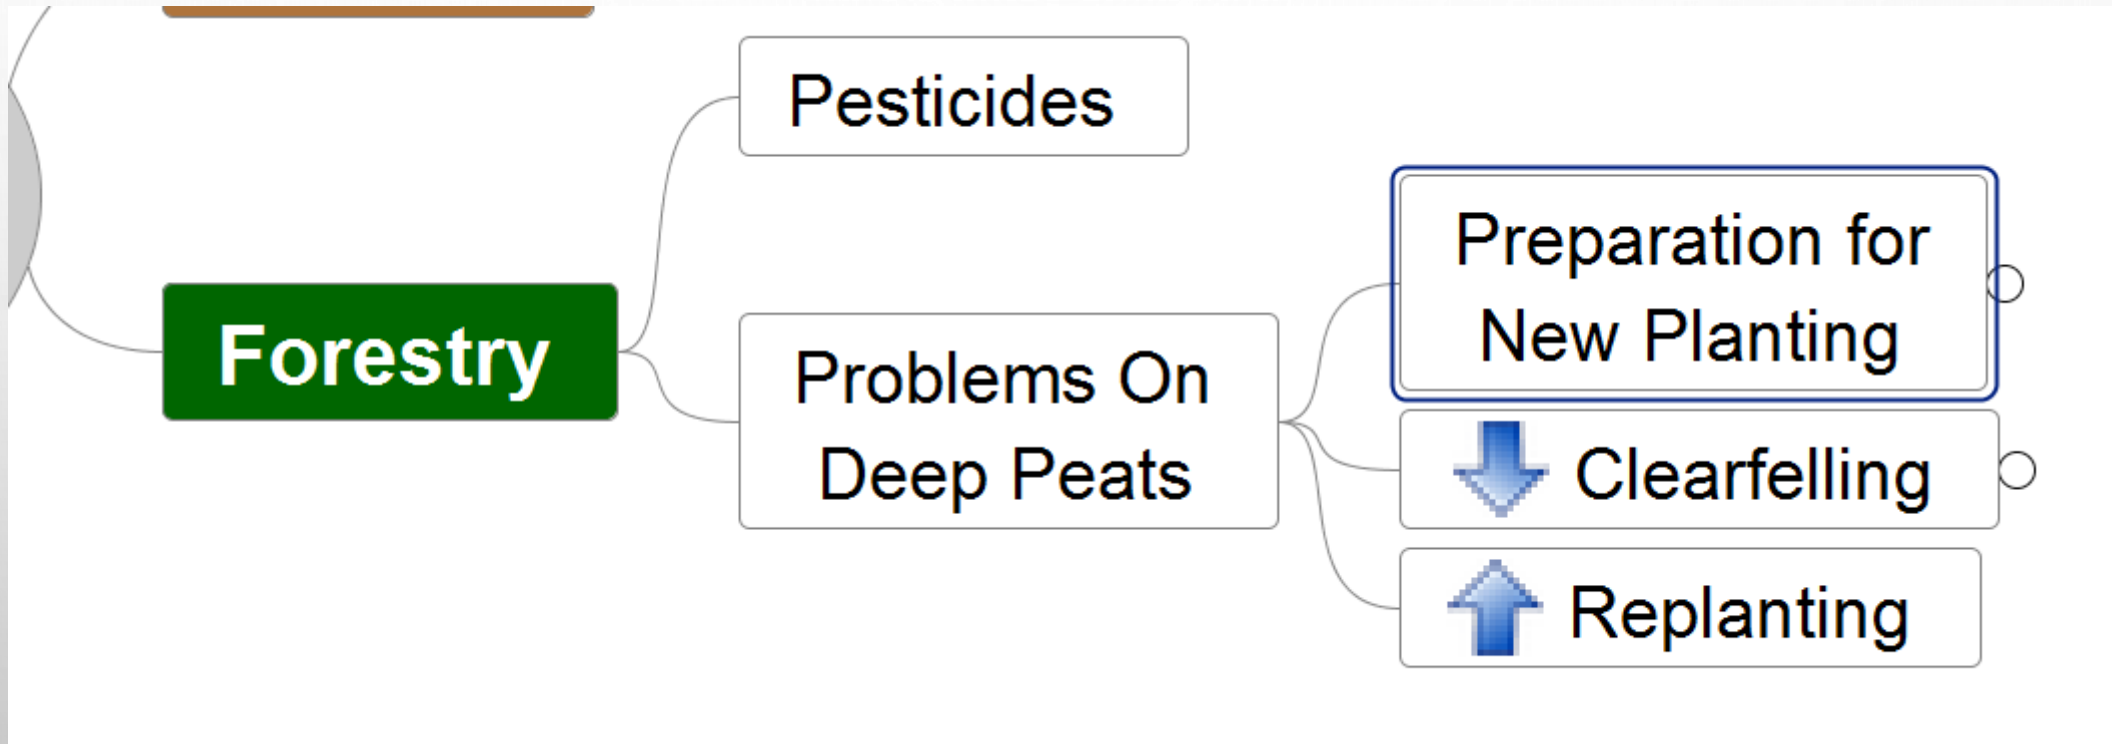 Pesticides
Forestry
Problems On
Deep Peats
Preparation for
New Planting
Clearfelling
Replanting